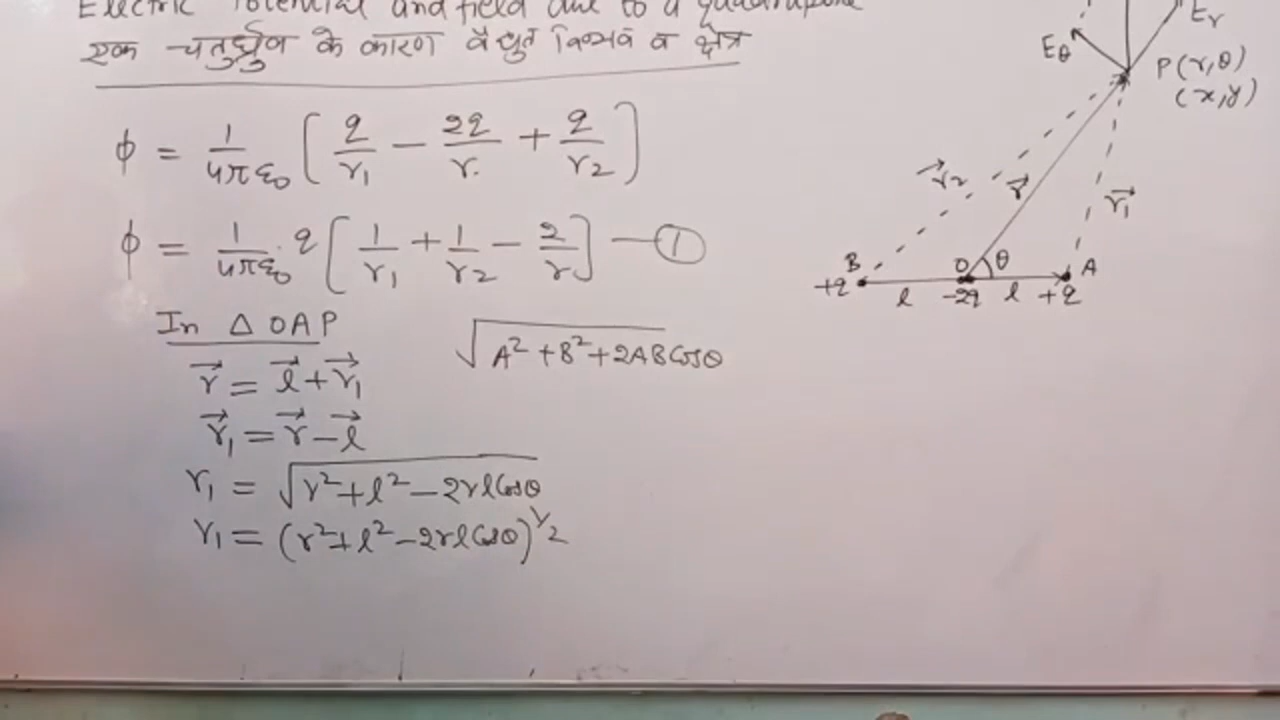 Electric Potential and field due to a quadrupole
एक चतुर्ध्रुव के कारण वैद्युत विभव व क्षेत्र
ϕ = 1/4πε₀ [ q/r₁ − 2q/r + q/r₂ ]
ϕ = 1/4πε₀ q [ 1/r₁ + 1/r₂ − 2/r ] — ①
In △ OAP
√(A² + B² + 2AB Cosθ)
r⃗ = l⃗ + r⃗₁
r⃗₁ = r⃗ − l⃗
r₁ = √(r² + l² − 2rl Cosθ)
r₁ = (r² + l² − 2rl Cosθ)^1/2
Er
Eθ
P(r,θ)
(x,y)
r⃗₂
r⃗
r⃗₁
B
O
θ
A
+q
l
−2q
l
+q